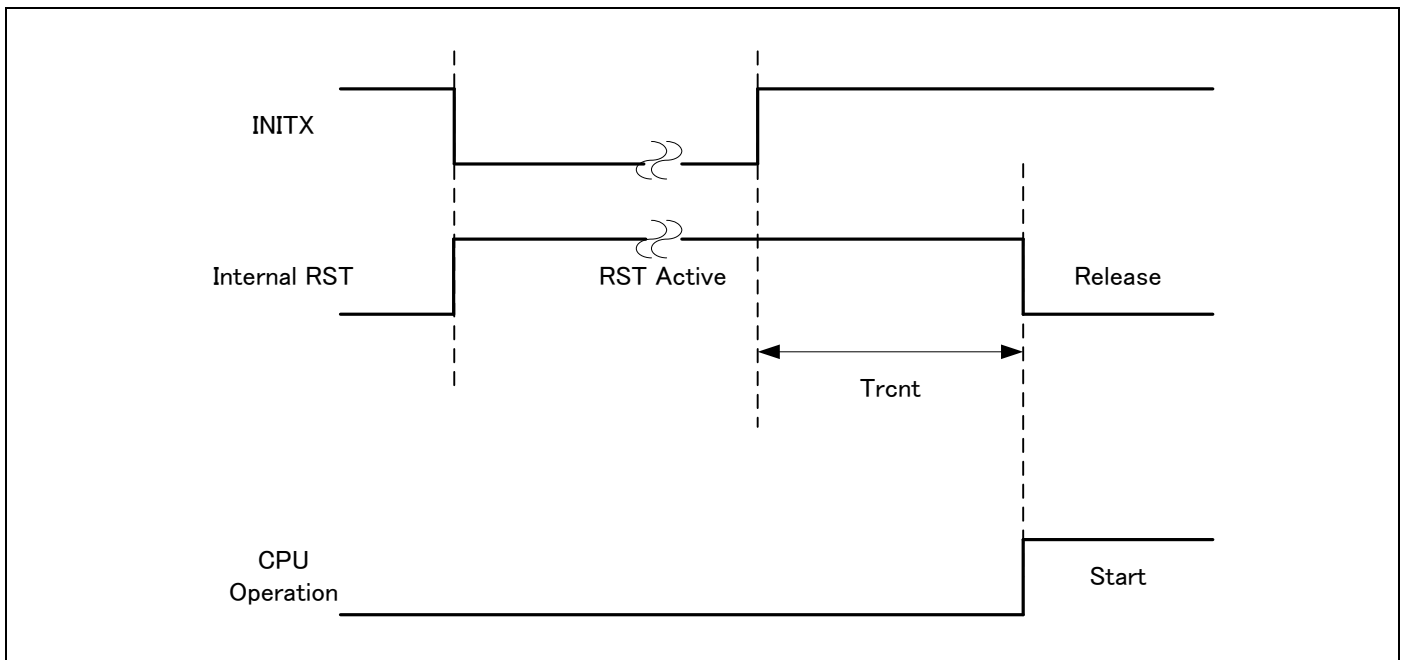 INITX
Internal RST
RST Active
Release
Trcnt
CPU
Operation
Start